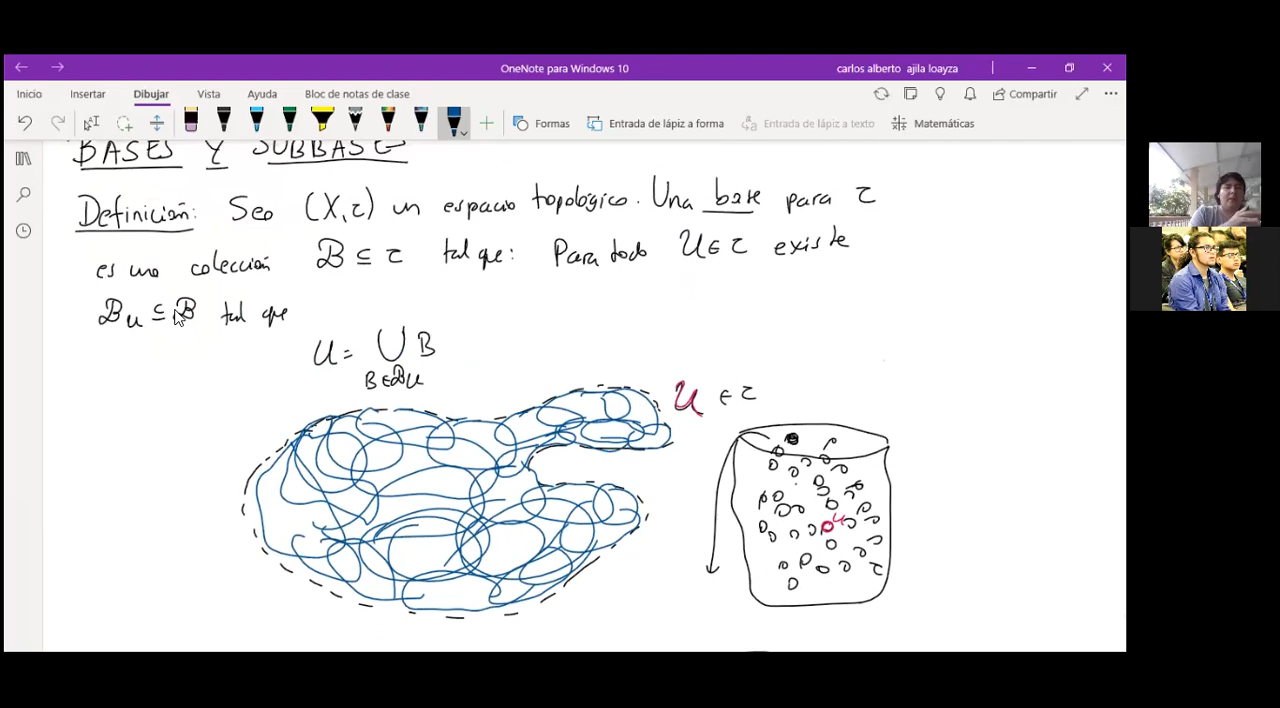 OneNote para Windows 10
carlos alberto ajila loayza
Inicio Insertar Dibujar Vista Ayuda Bloc de notas de clase
Compartir
Formas Entrada de lápiz a forma Entrada de lápiz a texto Matemáticas
BASES Y SUBBASES
Definición: Sea (X, τ) un espacio topológico. Una base para τ
es una colección B ⊆ τ tal que: Para todo U ∈ τ existe
B_U ⊆ B tal que
U = ⋃ B
B ∈ B_U
U ∈ τ
U
τ